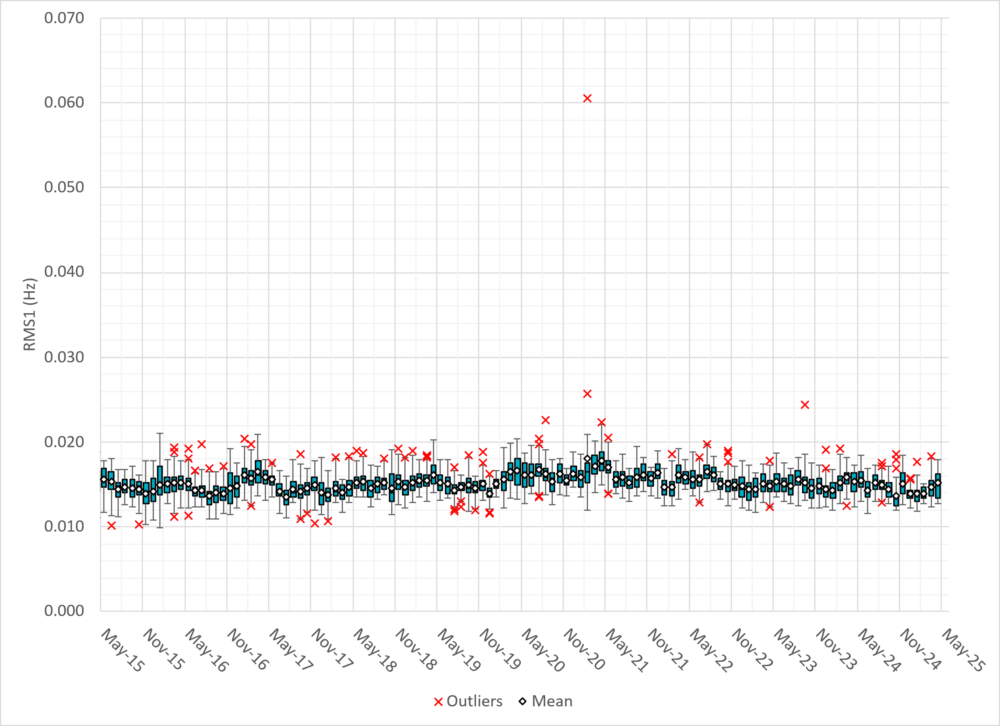 0.070
0.060
0.050
0.040
0.030
0.020
0.010
0.000
RMS1 (Hz)
May-15
Nov-15
May-16
Nov-16
May-17
Nov-17
May-18
Nov-18
May-19
Nov-19
May-20
Nov-20
May-21
Nov-21
May-22
Nov-22
May-23
Nov-23
May-24
Nov-24
May-25
Outliers Mean